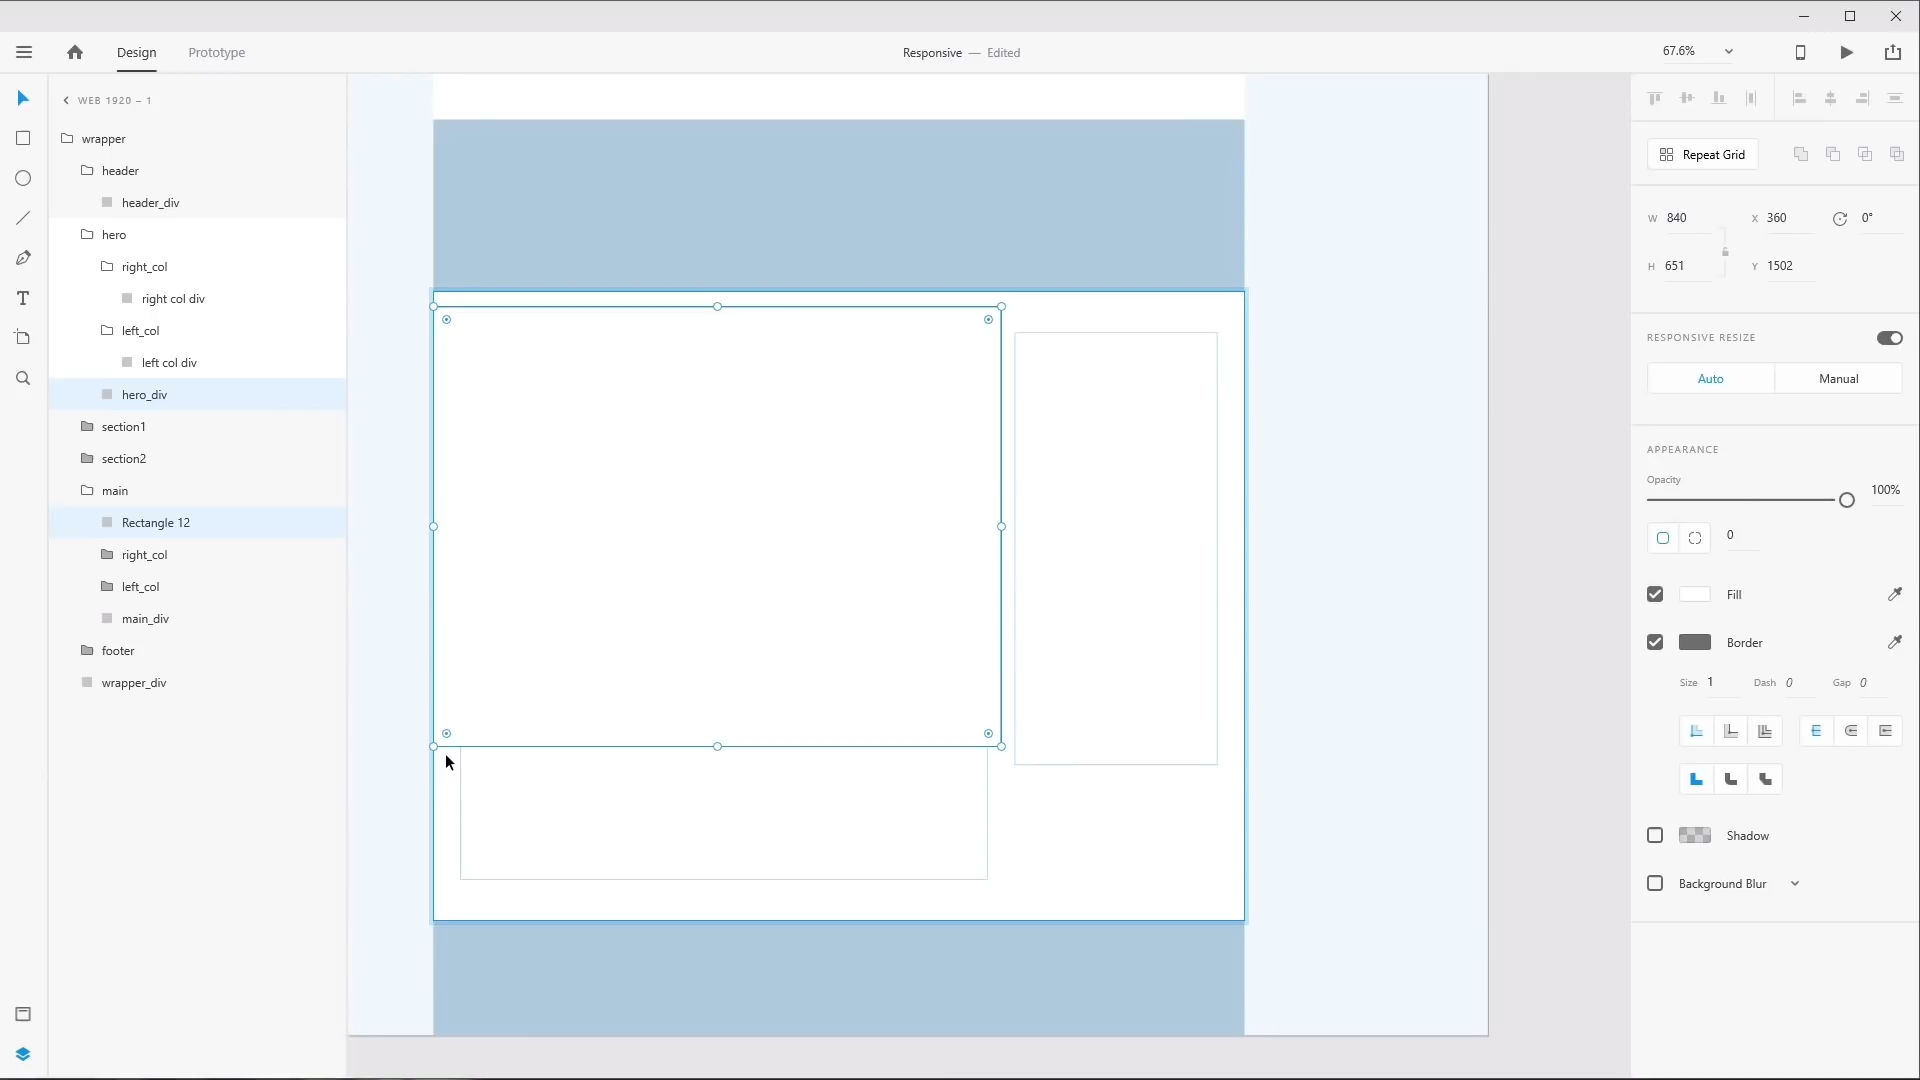 Design
Prototype
Responsive — Edited
67.6%
WEB 1920 – 1
wrapper
header
header_div
hero
right_col
right col div
left_col
left col div
hero_div
section1
section2
main
Rectangle 12
right_col
left_col
main_div
footer
wrapper_div
Repeat Grid
W 840 X 360 0°
H 651 Y 1502
RESPONSIVE RESIZE
Auto Manual
APPEARANCE
Opacity
100%
0
Fill
Border
Size 1 Dash 0 Gap 0
Shadow
Background Blur